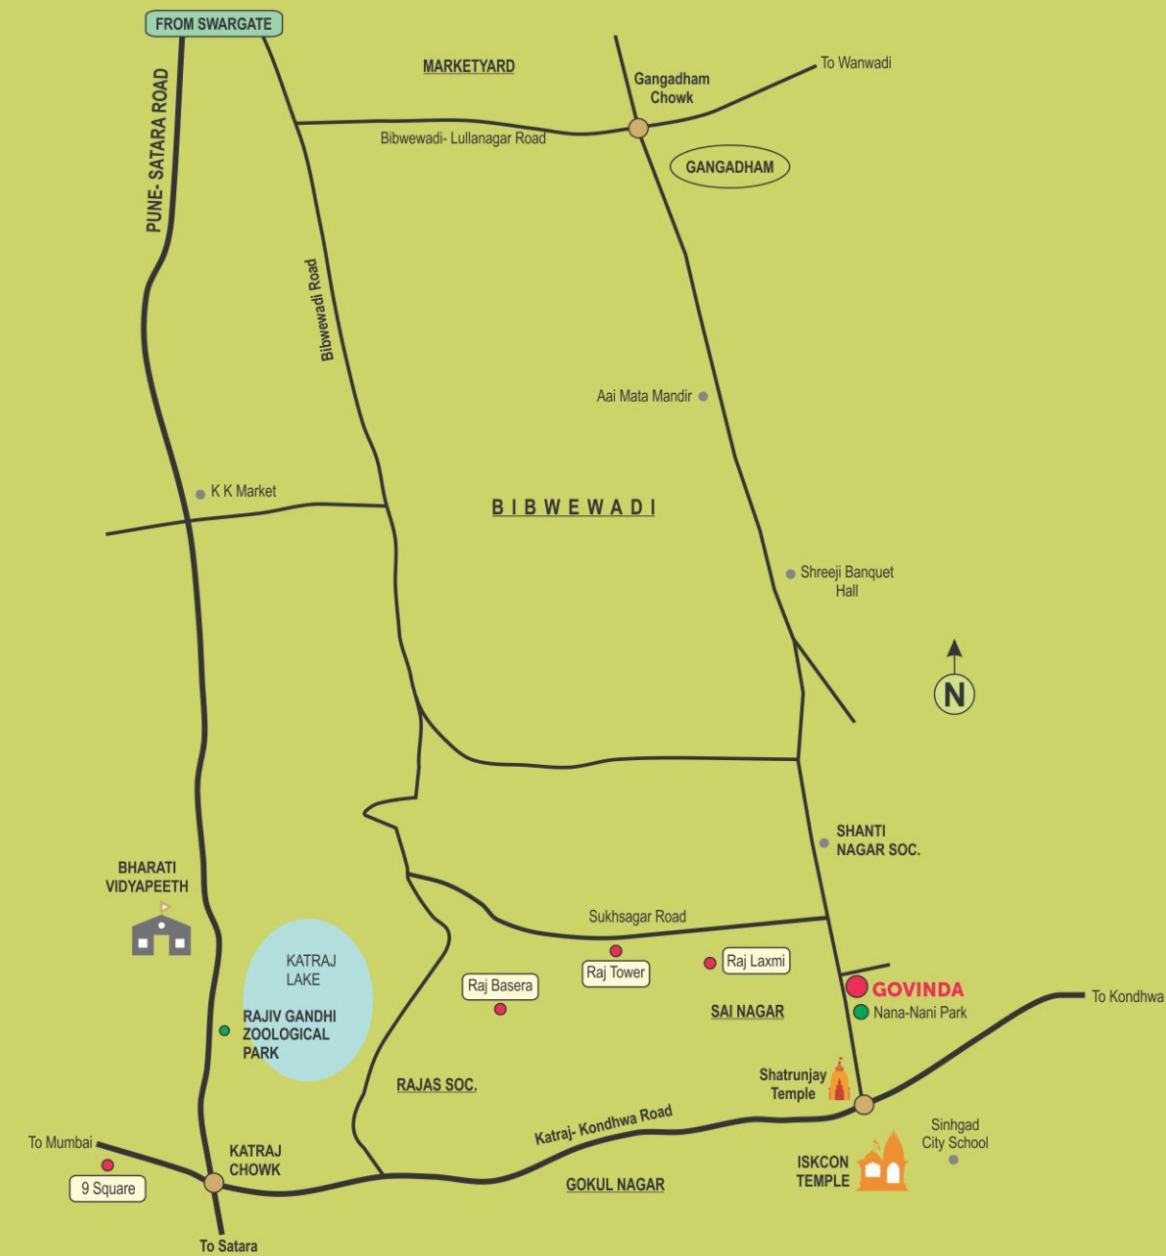 FROM SWARGATE
MARKETYARD
To Wanwadi
Gangadham
Chowk
PUNE- SATARA ROAD
Bibwewadi- Lullanagar Road
GANGADHAM
Bibwewadi Road
Aai Mata Mandir
K K Market
BIBWEWADI
Shreeji Banquet
Hall
N
SHANTI
NAGAR SOC.
BHARATI
VIDYAPEETH
Sukhsagar Road
KATRAJ
LAKE
Raj Tower
Raj Laxmi
Raj Basera
GOVINDA
To Kondhwa
RAJIV GANDHI
ZOOLOGICAL
PARK
SAI NAGAR
Nana-Nani Park
RAJAS SOC.
Shatrunjay
Temple
Katraj- Kondhwa Road
Sinhgad
City School
To Mumbai
KATRAJ
CHOWK
ISKCON
TEMPLE
9 Square
GOKUL NAGAR
To Satara